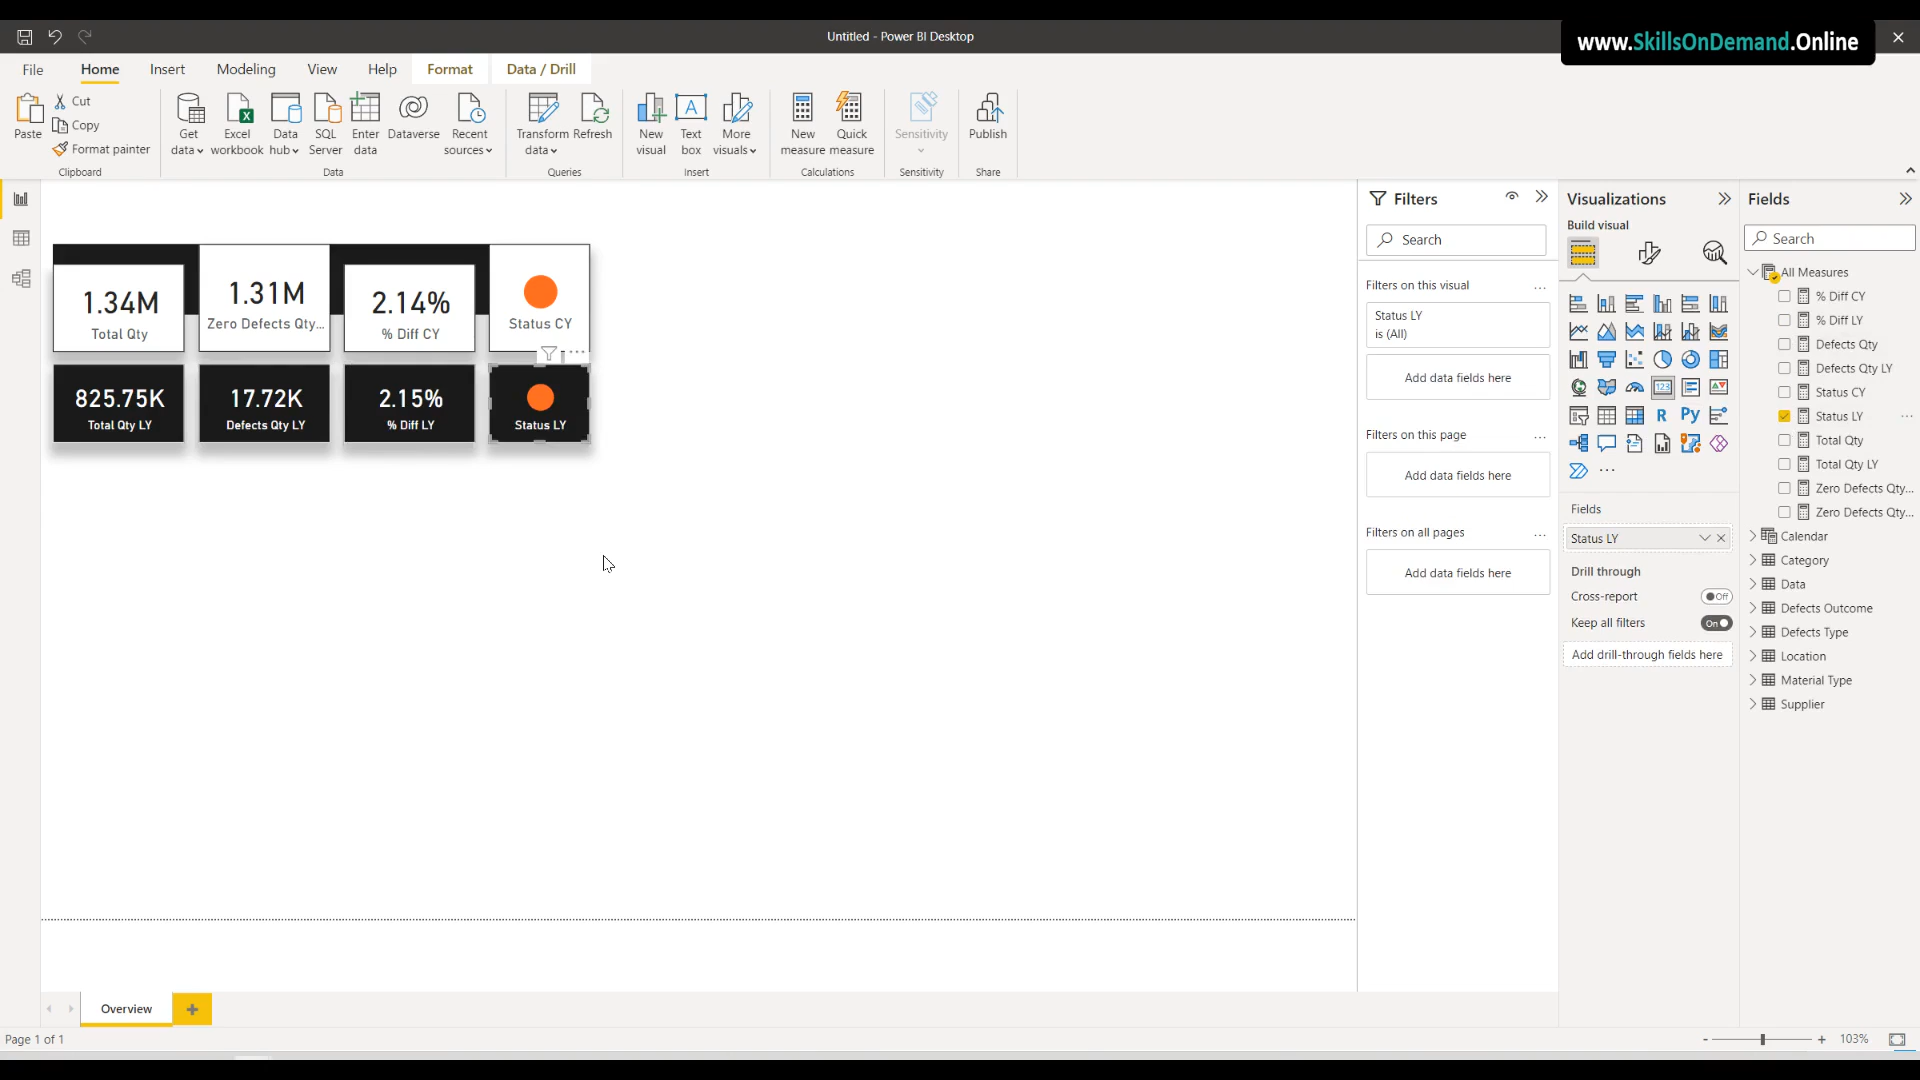 Untitled - Power BI Desktop
www.SkillsOnDemand.Online
File
Home
Insert
Modeling
View
Help
Format
Data / Drill
Paste
Cut
Copy
Format painter
Clipboard
Get
data
Excel
workbook
Data
hub
SQL
Server
Enter
data
Dataverse
Recent
sources
Data
Transform
data
Refresh
Queries
New
visual
Text
box
More
visuals
Insert
New
measure
Quick
measure
Calculations
Sensitivity
Sensitivity
Publish
Share
1.34M
Total Qty
1.31M
Zero Defects Qty...
2.14%
% Diff CY
Status CY
825.75K
Total Qty LY
17.72K
Defects Qty LY
2.15%
% Diff LY
Status LY
Filters
Search
Filters on this visual
Status LY
is (All)
Add data fields here
Filters on this page
Add data fields here
Filters on all pages
Add data fields here
Visualizations
Build visual
123
R
Py
Fields
Status LY
Drill through
Cross-report
Off
Keep all filters
On
Add drill-through fields here
Fields
Search
All Measures
% Diff CY
% Diff LY
Defects Qty
Defects Qty LY
Status CY
Status LY
Total Qty
Total Qty LY
Zero Defects Qty...
Zero Defects Qty...
Calendar
Category
Data
Defects Outcome
Defects Type
Location
Material Type
Supplier
Overview
Page 1 of 1
- + 103%